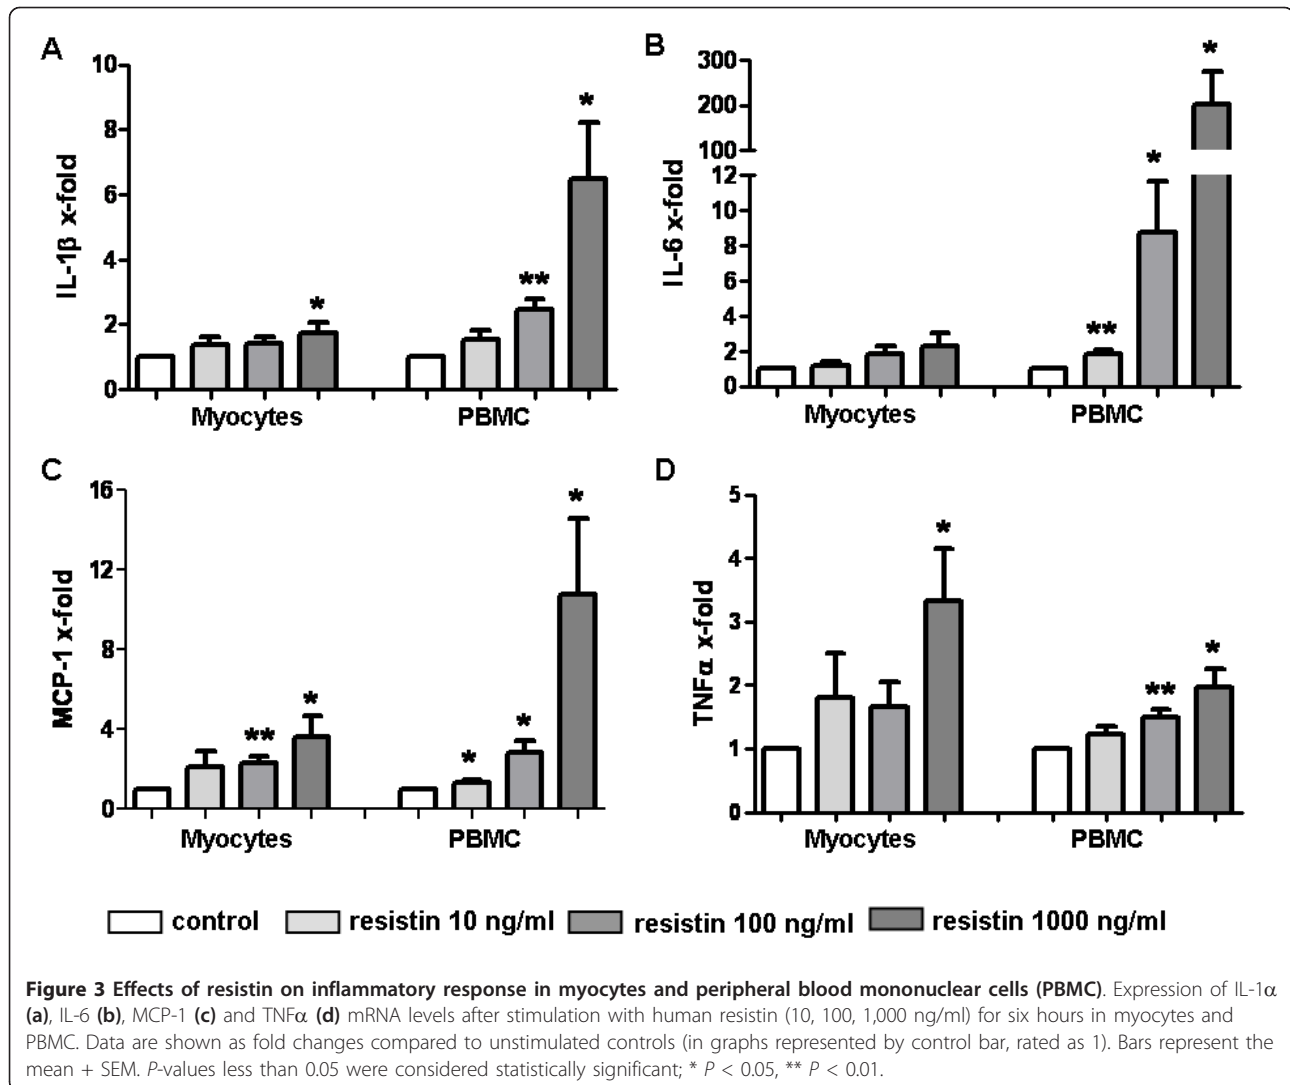 A
10
8
6
4
2
0
IL-1β x-fold
*
**
*
Myocytes PBMC
B
300
200
100
12
10
8
6
4
2
0
IL-6 x-fold
**
*
*
Myocytes PBMC
C
16
12
8
4
0
MCP-1 x-fold
**
*
*
*
*
Myocytes PBMC
D
5
4
3
2
1
0
TNFα x-fold
*
**
*
Myocytes PBMC
control resistin 10 ng/ml resistin 100 ng/ml resistin 1000 ng/ml
Figure 3 Effects of resistin on inflammatory response in myocytes and peripheral blood mononuclear cells (PBMC). Expression of IL-1α
(a), IL-6 (b), MCP-1 (c) and TNFα (d) mRNA levels after stimulation with human resistin (10, 100, 1,000 ng/ml) for six hours in myocytes and
PBMC. Data are shown as fold changes compared to unstimulated controls (in graphs represented by control bar, rated as 1). Bars represent the
mean + SEM. P-values less than 0.05 were considered statistically significant; * P < 0.05, ** P < 0.01.